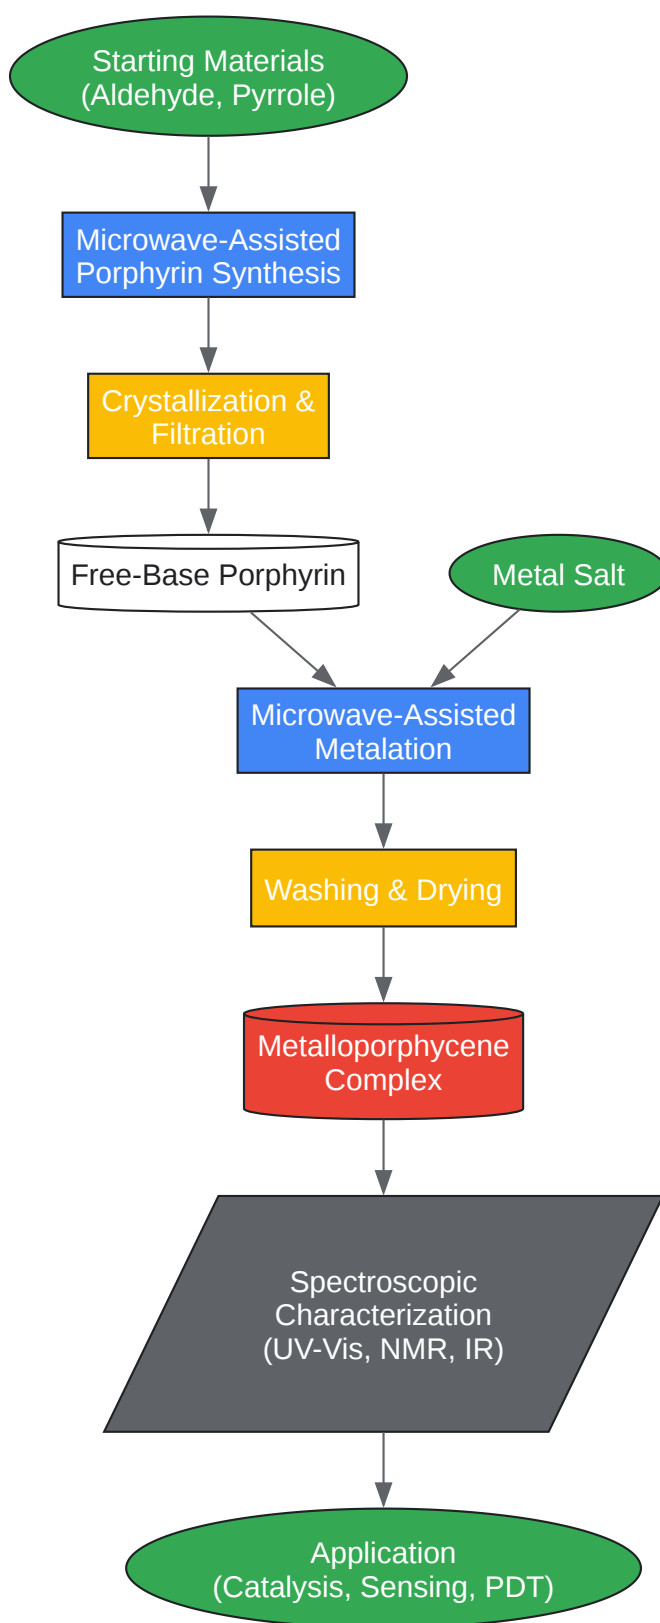 Starting Materials
(Aldehyde, Pyrrole)
Microwave-Assisted
Porphyrin Synthesis
Crystallization &
Filtration
Free-Base Porphyrin
Metal Salt
Microwave-Assisted
Metalation
Washing & Drying
Metalloporphycene
Complex
Spectroscopic
Characterization
(UV-Vis, NMR, IR)
Application
(Catalysis, Sensing, PDT)